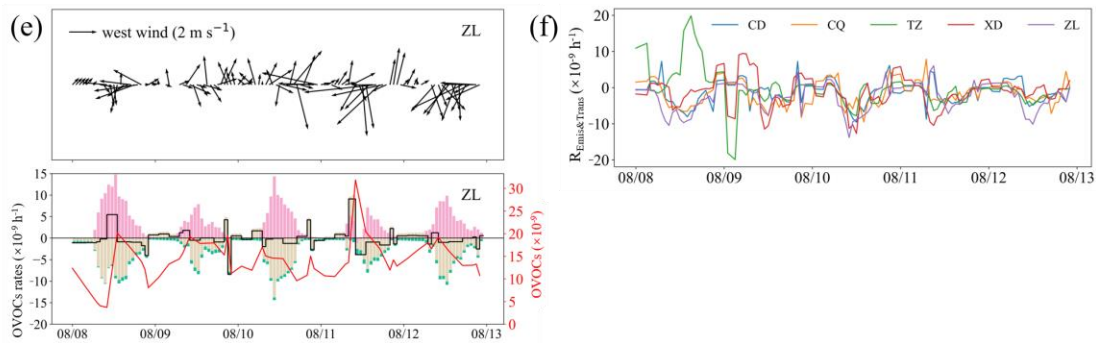 (e)
west wind (2 m s⁻¹)
ZL
15
10
5
0
−5
−10
−15
−20
OVOCs rates (×10⁻⁹ h⁻¹)
ZL
30
25
20
15
10
5
0
OVOCs (×10⁻⁹)
08/08 08/09 08/10 08/11 08/12 08/13
(f)
CD CQ TZ XD ZL
20
10
0
−10
−20
R_Emis&Trans (×10⁻⁹ h⁻¹)
08/08 08/09 08/10 08/11 08/12 08/13